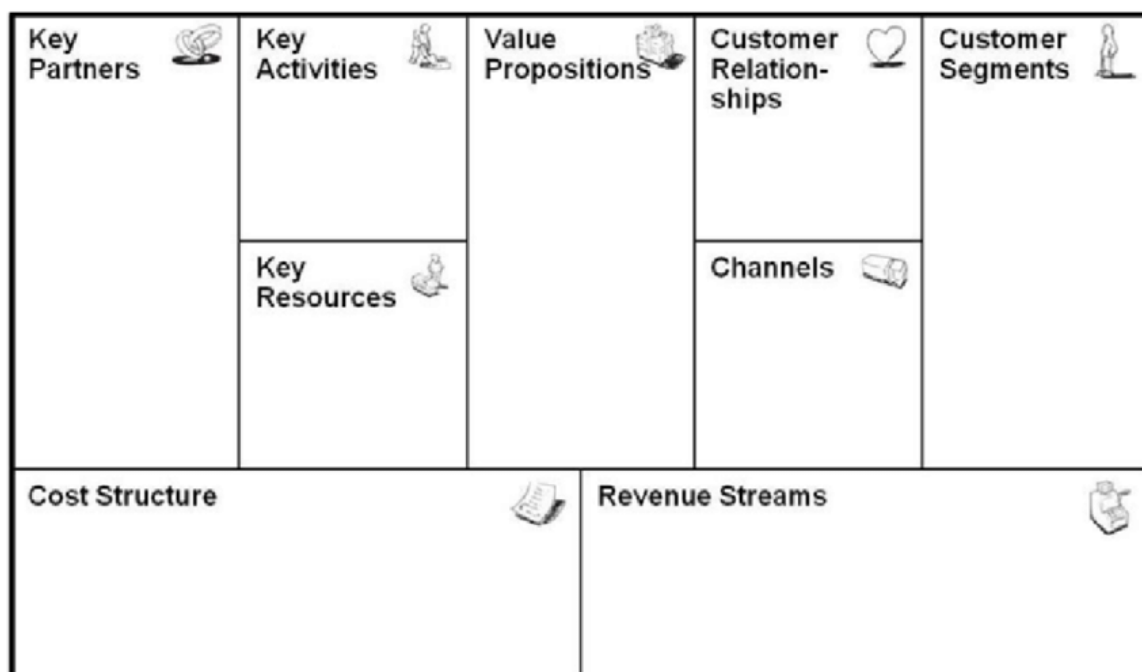 Key
Partners
Key
Activities
Value
Propositions
Customer
Relation-
ships
Customer
Segments
Key
Resources
Channels
Cost Structure
Revenue Streams